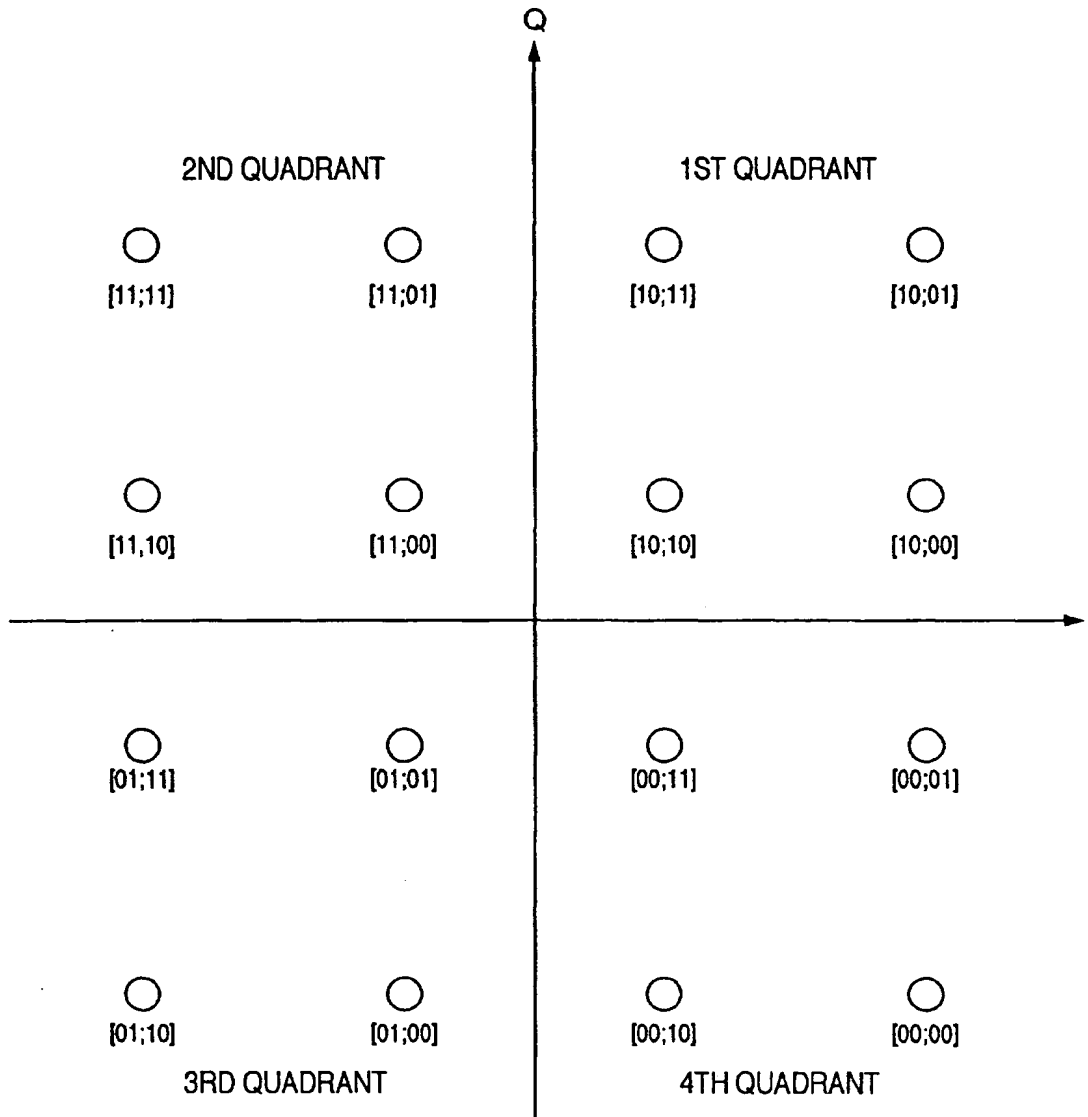 Q
2ND QUADRANT 1ST QUADRANT
[11;11] [11;01] [10;11] [10;01]
[11,10] [11;00] [10;10] [10;00]
[01;11] [01;01] [00;11] [00;01]
[01;10] [01;00] [00;10] [00;00]
3RD QUADRANT 4TH QUADRANT